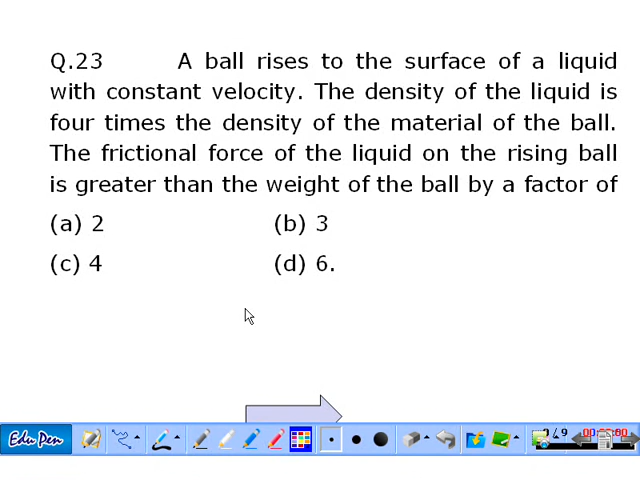 Q.23 A ball rises to the surface of a liquid
with constant velocity. The density of the liquid is
four times the density of the material of the ball.
The frictional force of the liquid on the rising ball
is greater than the weight of the ball by a factor of
(a) 2 (b) 3
(c) 4 (d) 6.
Edu Pen / 9